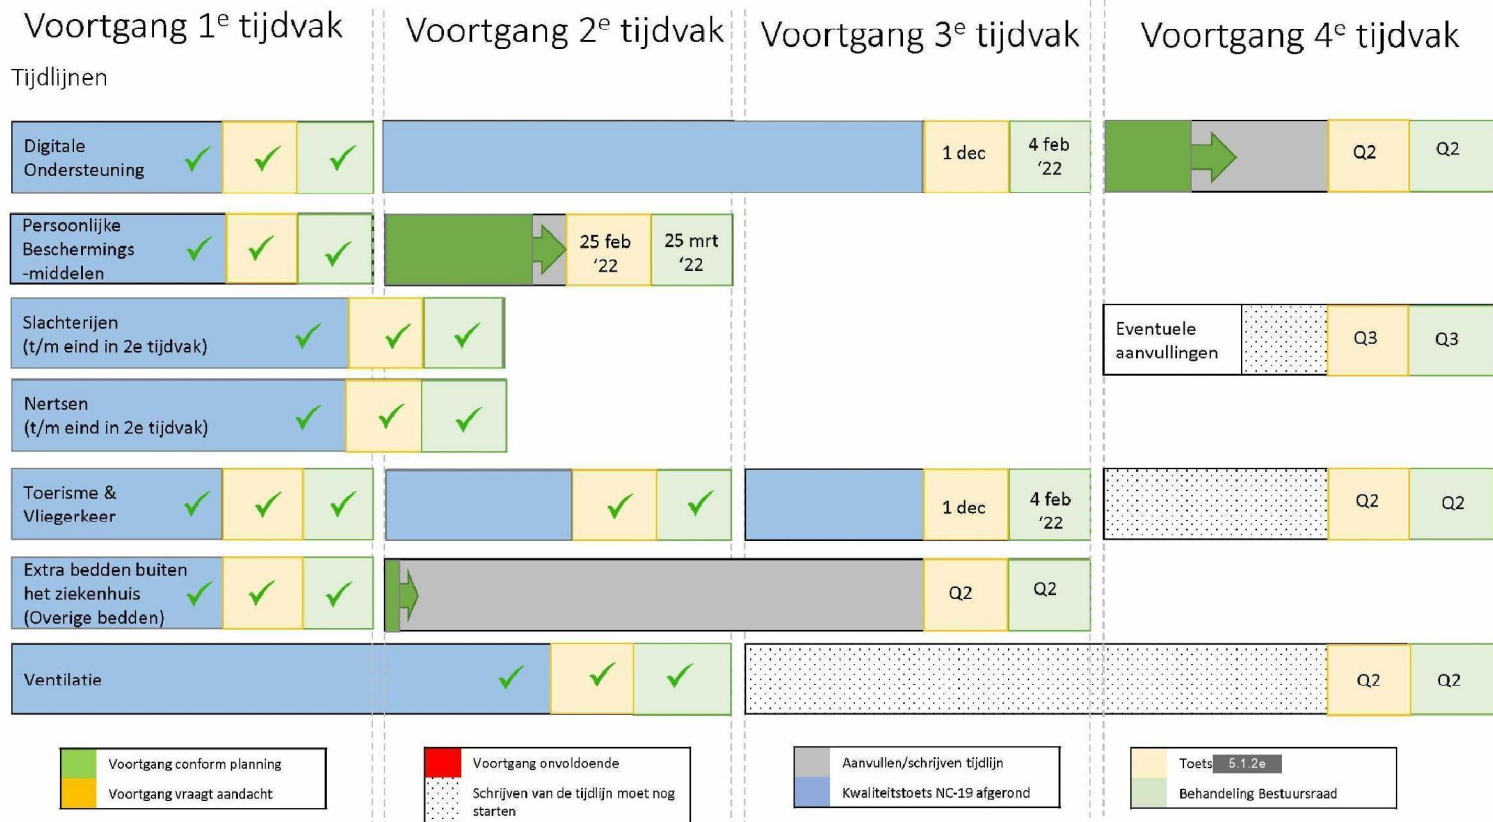 Voortgang 1e tijdvak
Voortgang 2e tijdvak
Voortgang 3e tijdvak
Voortgang 4e tijdvak
Tijdlijnen
Digitale
Ondersteuning
1 dec
4 feb
‘22
Q2
Q2
Persoonlijke
Beschermings
-middelen
25 feb
‘22
25 mrt
‘22
Slachterijen
(t/m eind in 2e tijdvak)
Eventuele
aanvullingen
Q3
Q3
Nertsen
(t/m eind in 2e tijdvak)
Toerisme &
Vliegerkeer
1 dec
4 feb
‘22
Q2
Q2
Extra bedden buiten
het ziekenhuis
(Overige bedden)
Q2
Q2
Ventilatie
Q2
Q2
Voortgang conform planning
Voortgang vraagt aandacht
Voortgang onvoldoende
Schrijven van de tijdlijn moet nog
starten
Aanvullen/schrijven tijdlijn
Kwaliteitstoets NC-19 afgerond
Toets 5.1.2e
Behandeling Bestuursraad